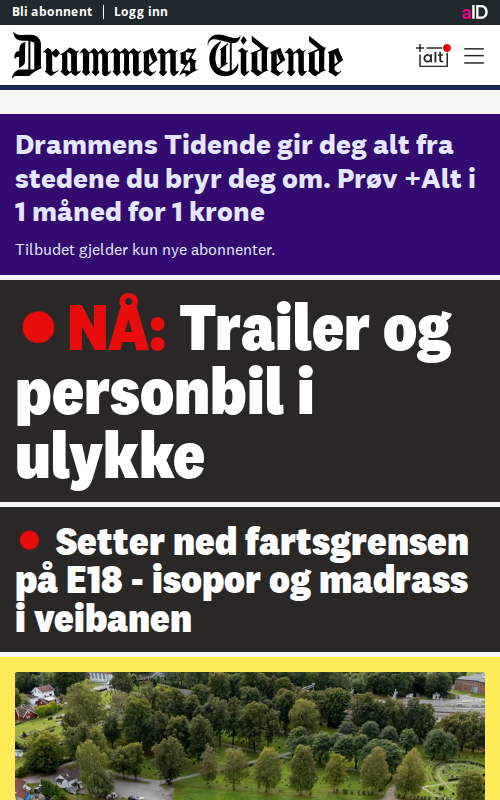 Bli abonnent | Logg inn
aID
Drammens Tidende
+alt
Drammens Tidende gir deg alt fra
stedene du bryr deg om. Prøv +Alt i
1 måned for 1 krone
Tilbudet gjelder kun nye abonnenter.
NÅ: Trailer og
personbil i
ulykke
Setter ned fartsgrensen
på E18 - isopor og madrass
i veibanen